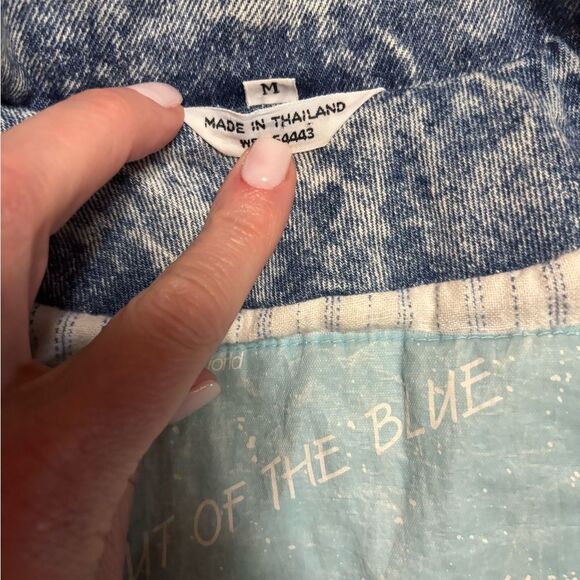 M
MADE IN THAILAND
54443
OF THE BLUE